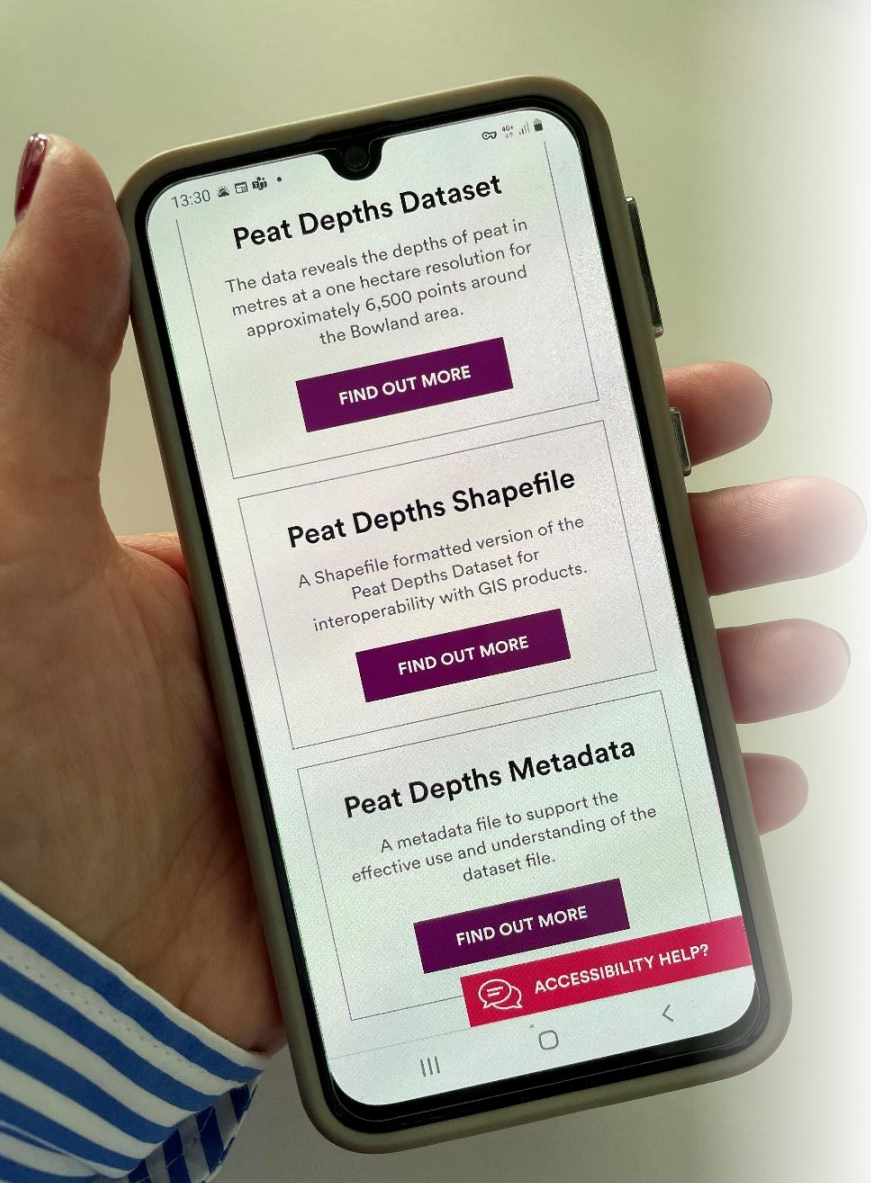 13:30
4G+
Peat Depths Dataset
The data reveals the depths of peat in
metres at a one hectare resolution for
approximately 6,500 points around
the Bowland area.
FIND OUT MORE
Peat Depths Shapefile
A Shapefile formatted version of the
Peat Depths Dataset for
interoperability with GIS products.
FIND OUT MORE
Peat Depths Metadata
A metadata file to support the
effective use and understanding of the
dataset file.
FIND OUT MORE
ACCESSIBILITY HELP?